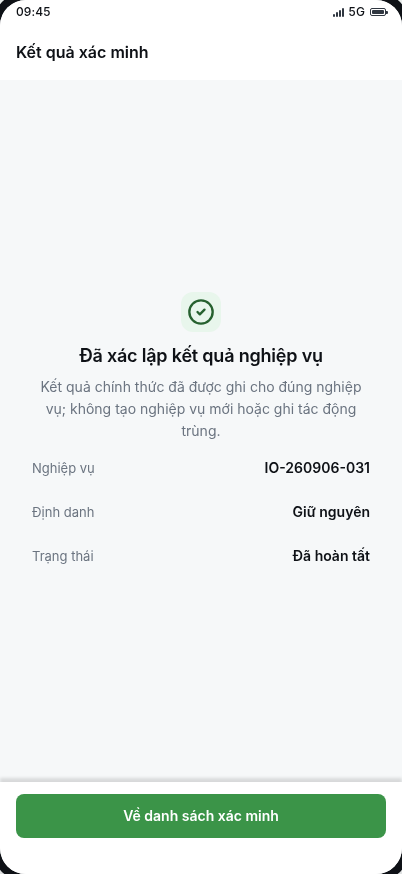 09:45
5G
Kết quả xác minh
Đã xác lập kết quả nghiệp vụ
Kết quả chính thức đã được ghi cho đúng nghiệp
vụ; không tạo nghiệp vụ mới hoặc ghi tác động
trùng.
Nghiệp vụ IO-260906-031
Định danh Giữ nguyên
Trạng thái Đã hoàn tất
Về danh sách xác minh